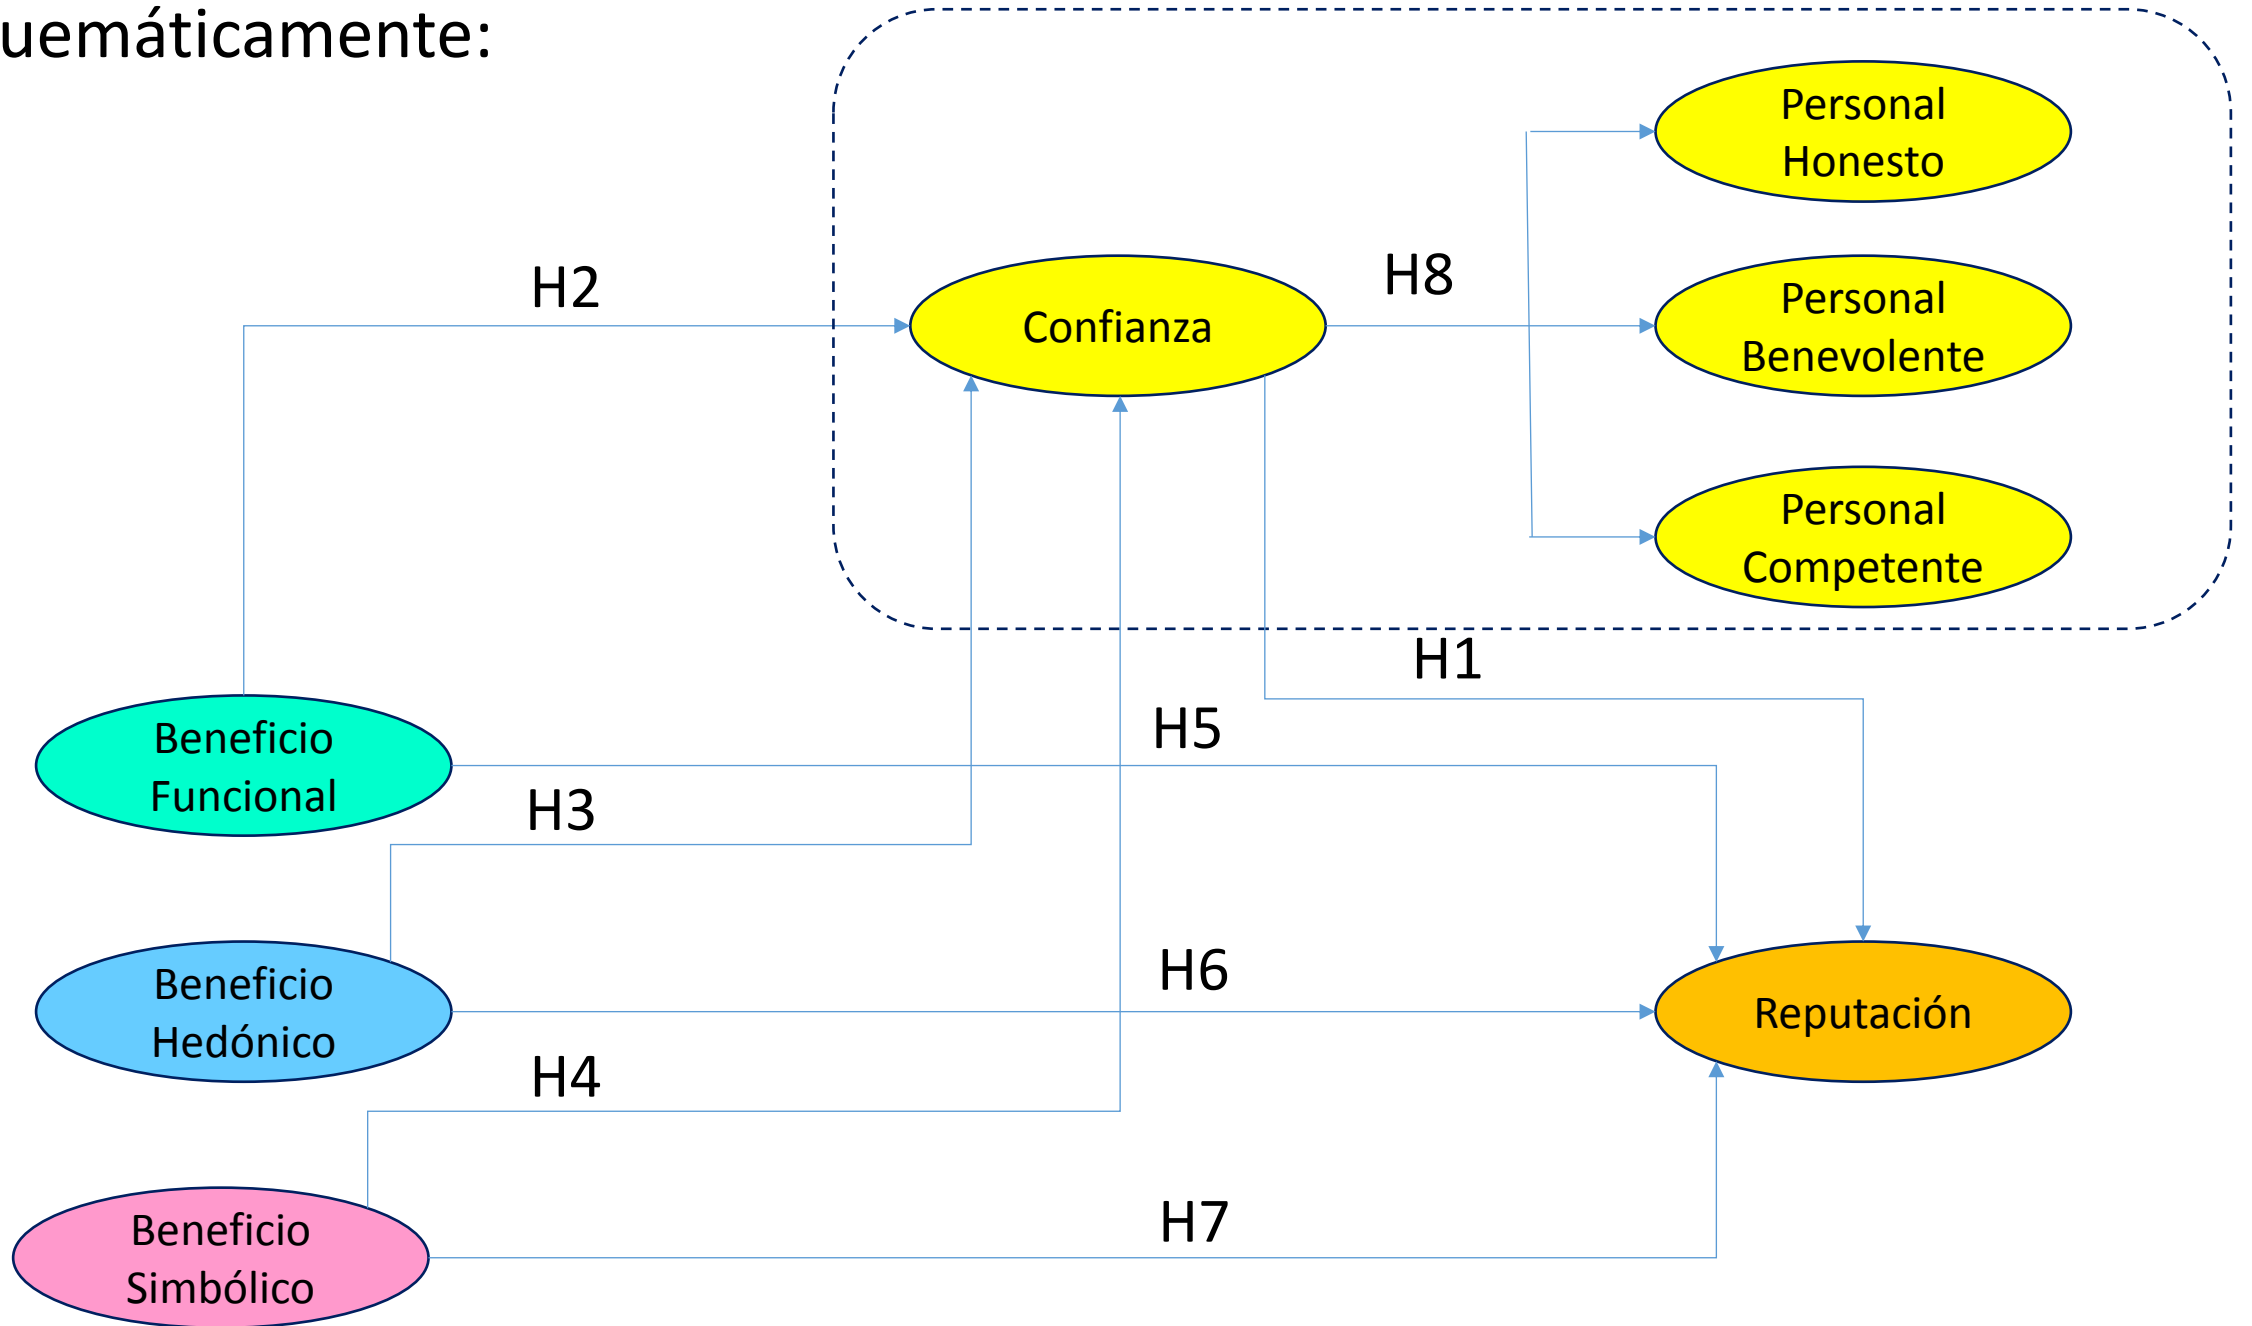 uemáticamente:
Personal
Honesto
H2
H8
Confianza
Personal
Benevolente
Personal
Competente
H1
H5
Beneficio
Funcional
H3
H6
Beneficio
Hedónico
Reputación
H4
H7
Beneficio
Simbólico